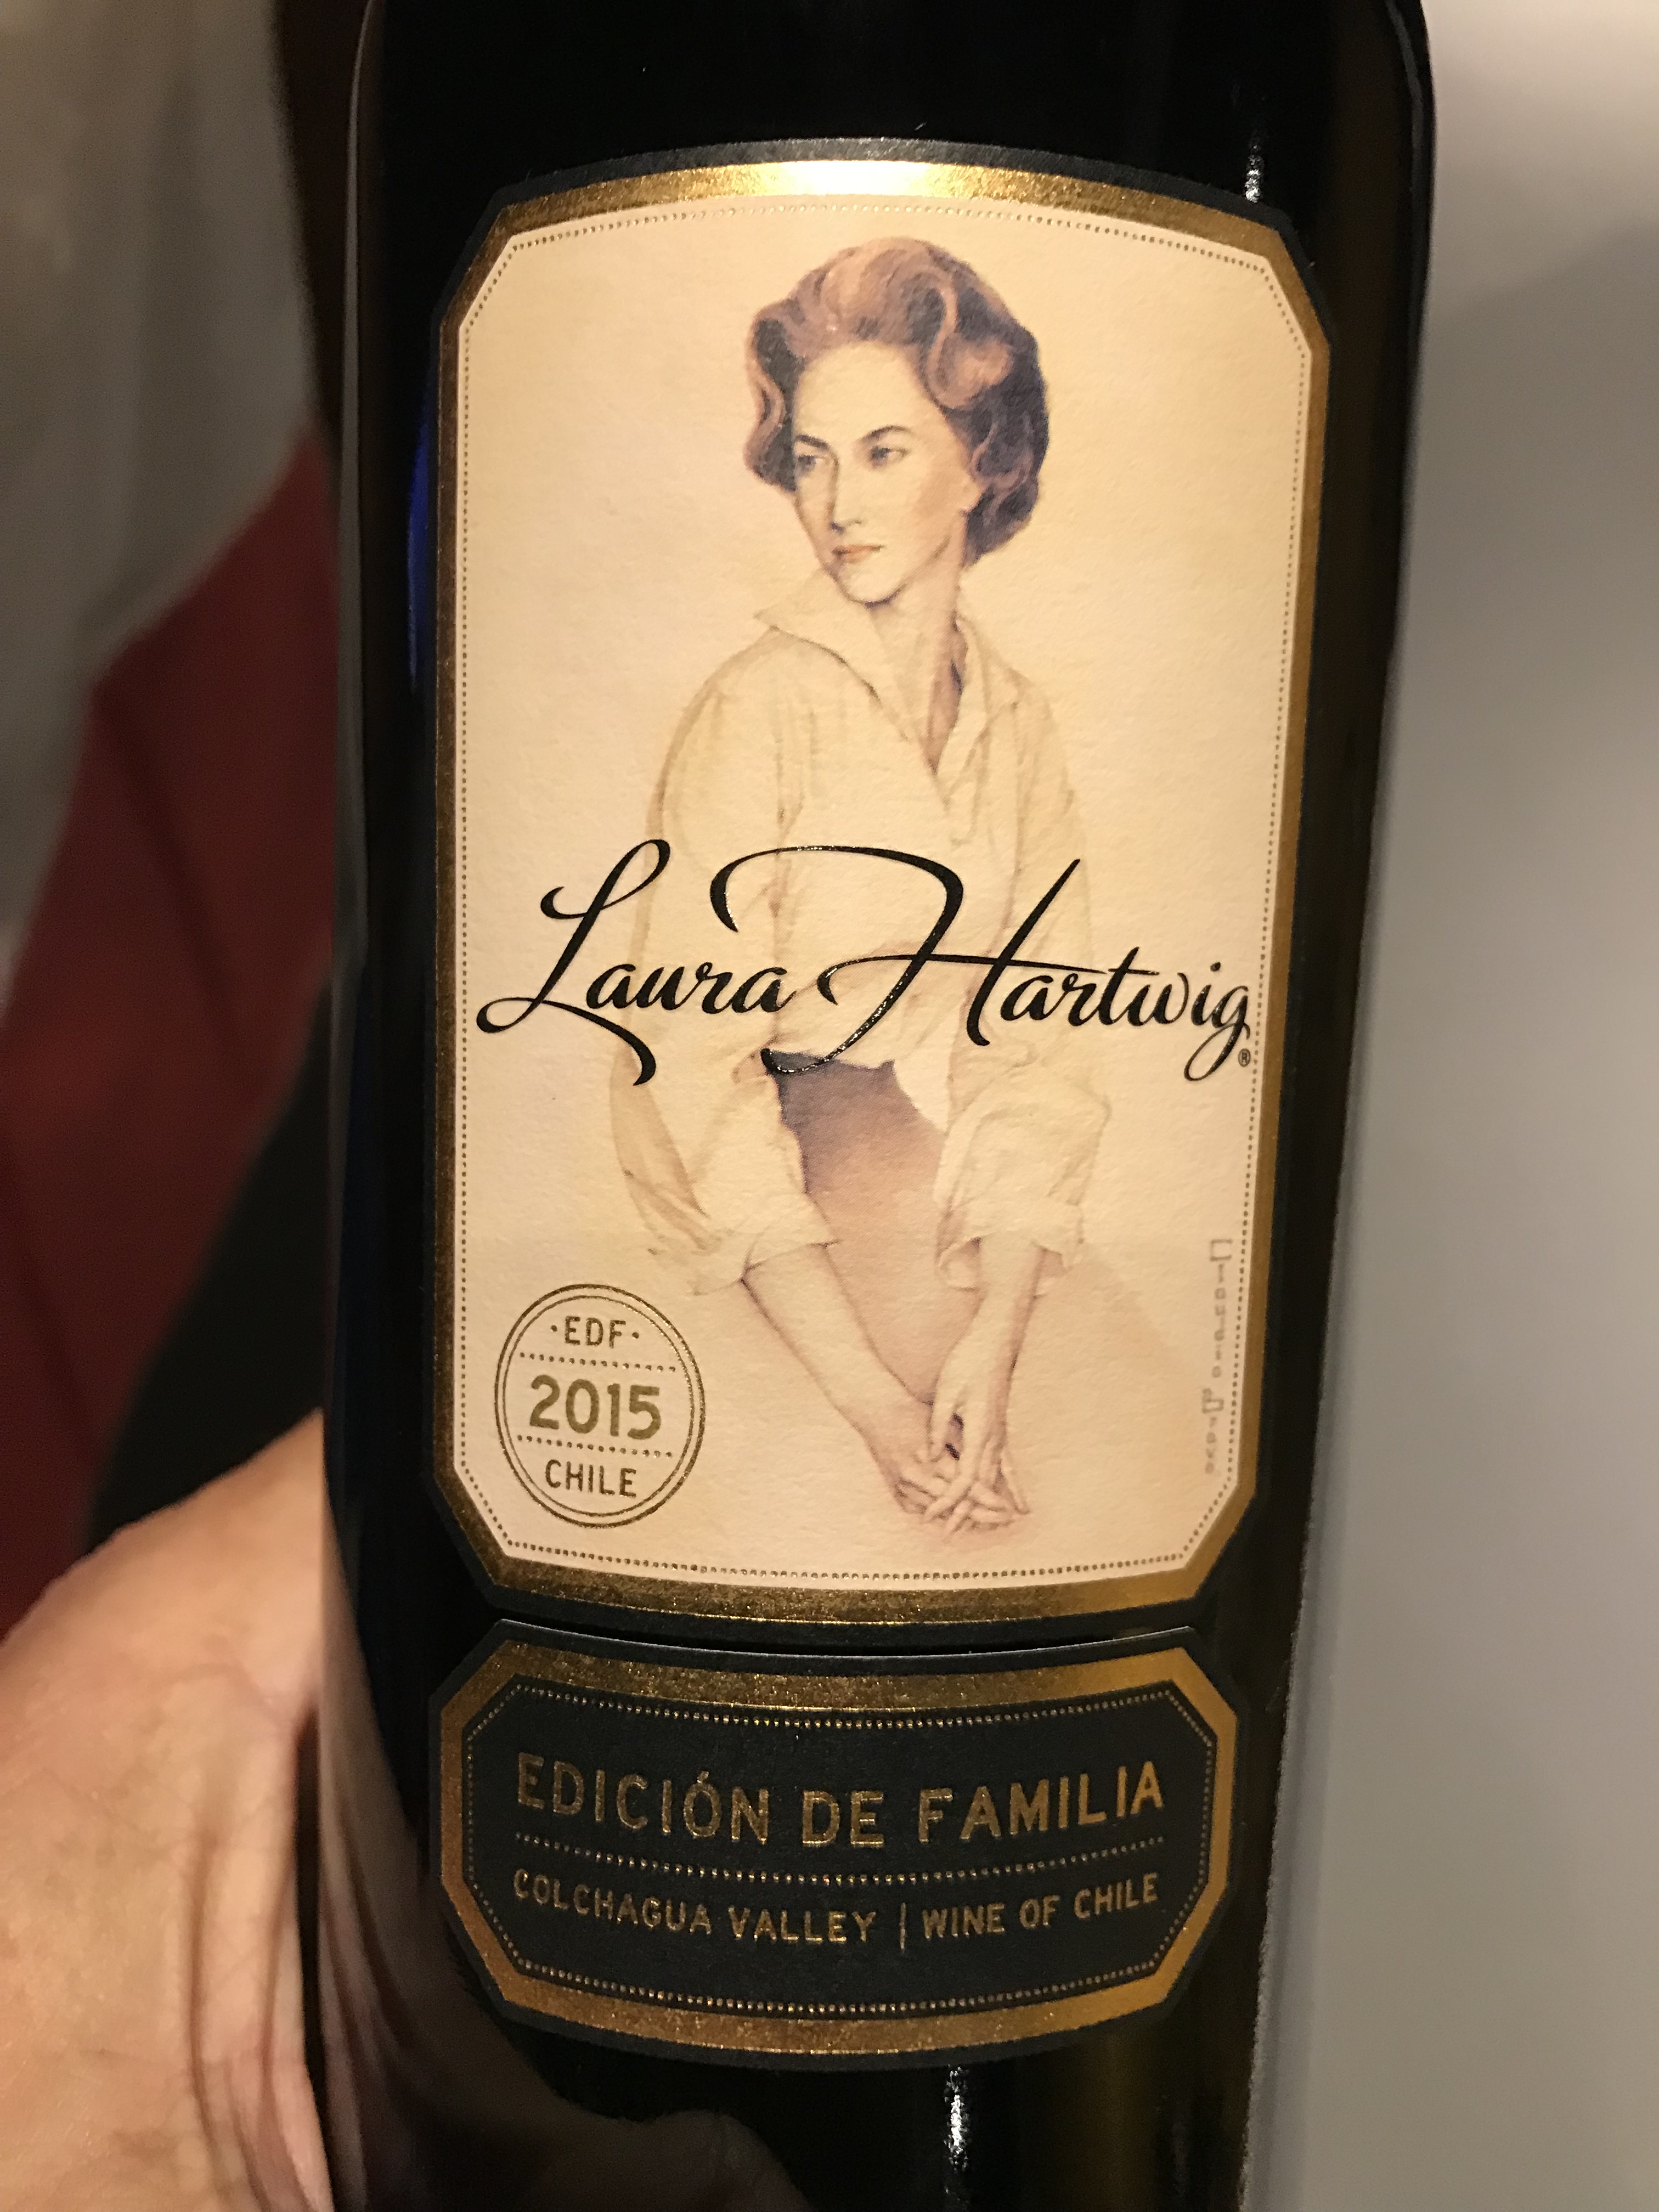 Laura Hartwig®
·EDF·
2015
CHILE
EDICIÓN DE FAMILIA
COLCHAGUA VALLEY | WINE OF CHILE